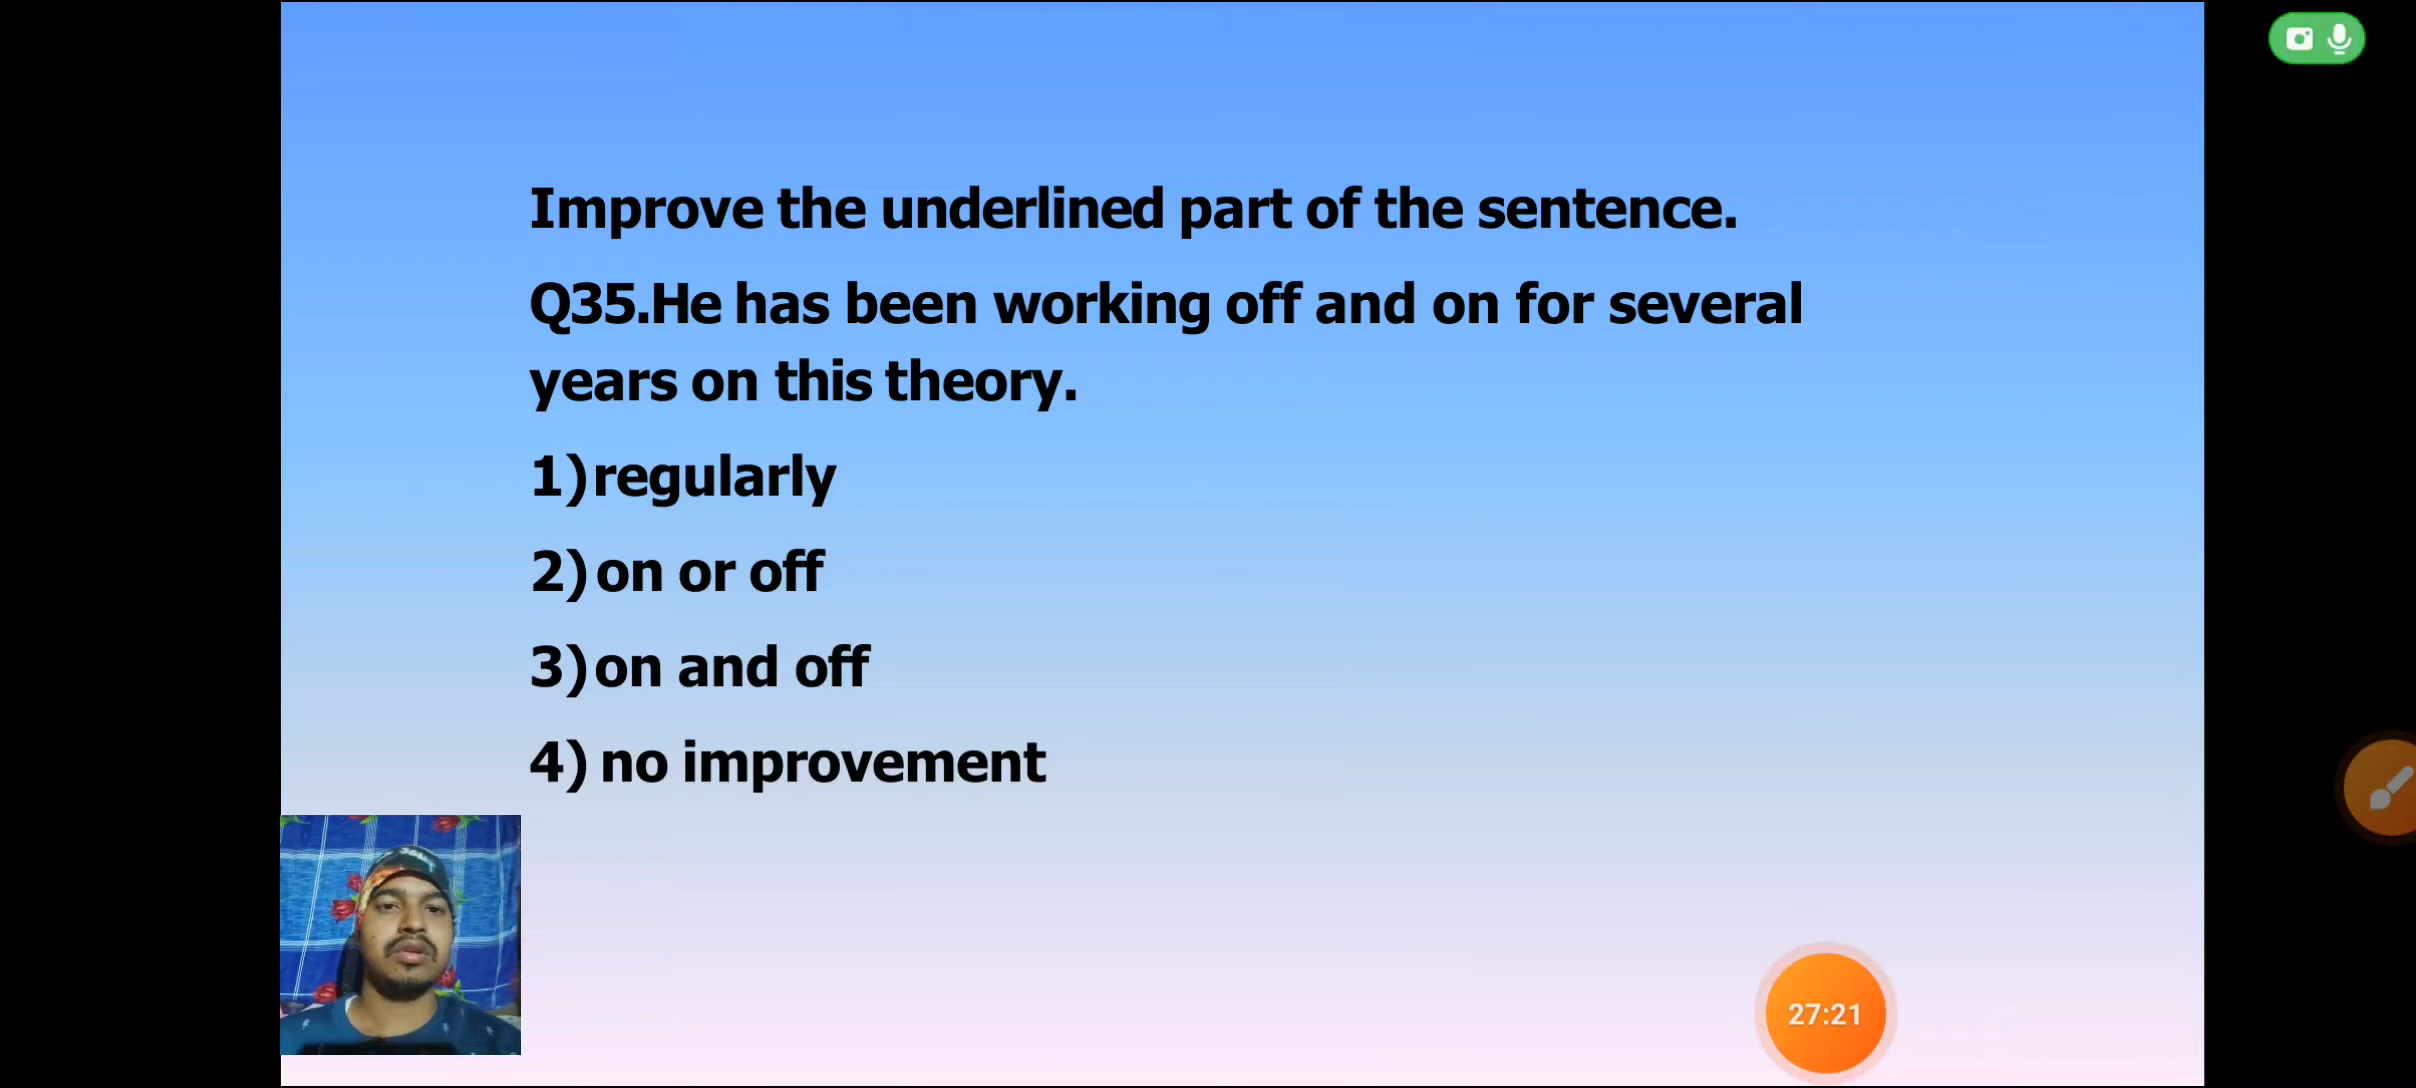 Improve the underlined part of the sentence.
Q35.He has been working off and on for several
years on this theory.
1)regularly
2)on or off
3)on and off
4) no improvement
27:21